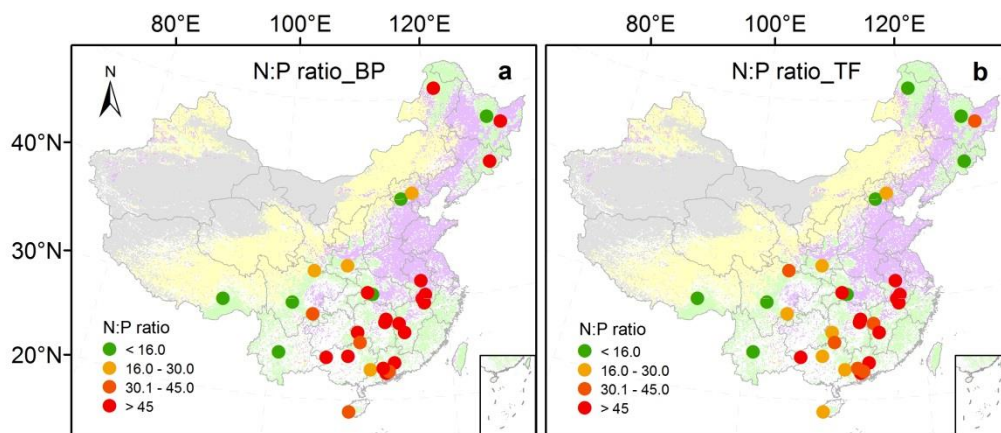 80°E 100°E 120°E 80°E 100°E 120°E
N N:P ratio_BP a N N:P ratio_TF b
40°N
30°N
20°N
N:P ratio N:P ratio
< 16.0 < 16.0
16.0 - 30.0 16.0 - 30.0
30.1 - 45.0 30.1 - 45.0
> 45 > 45